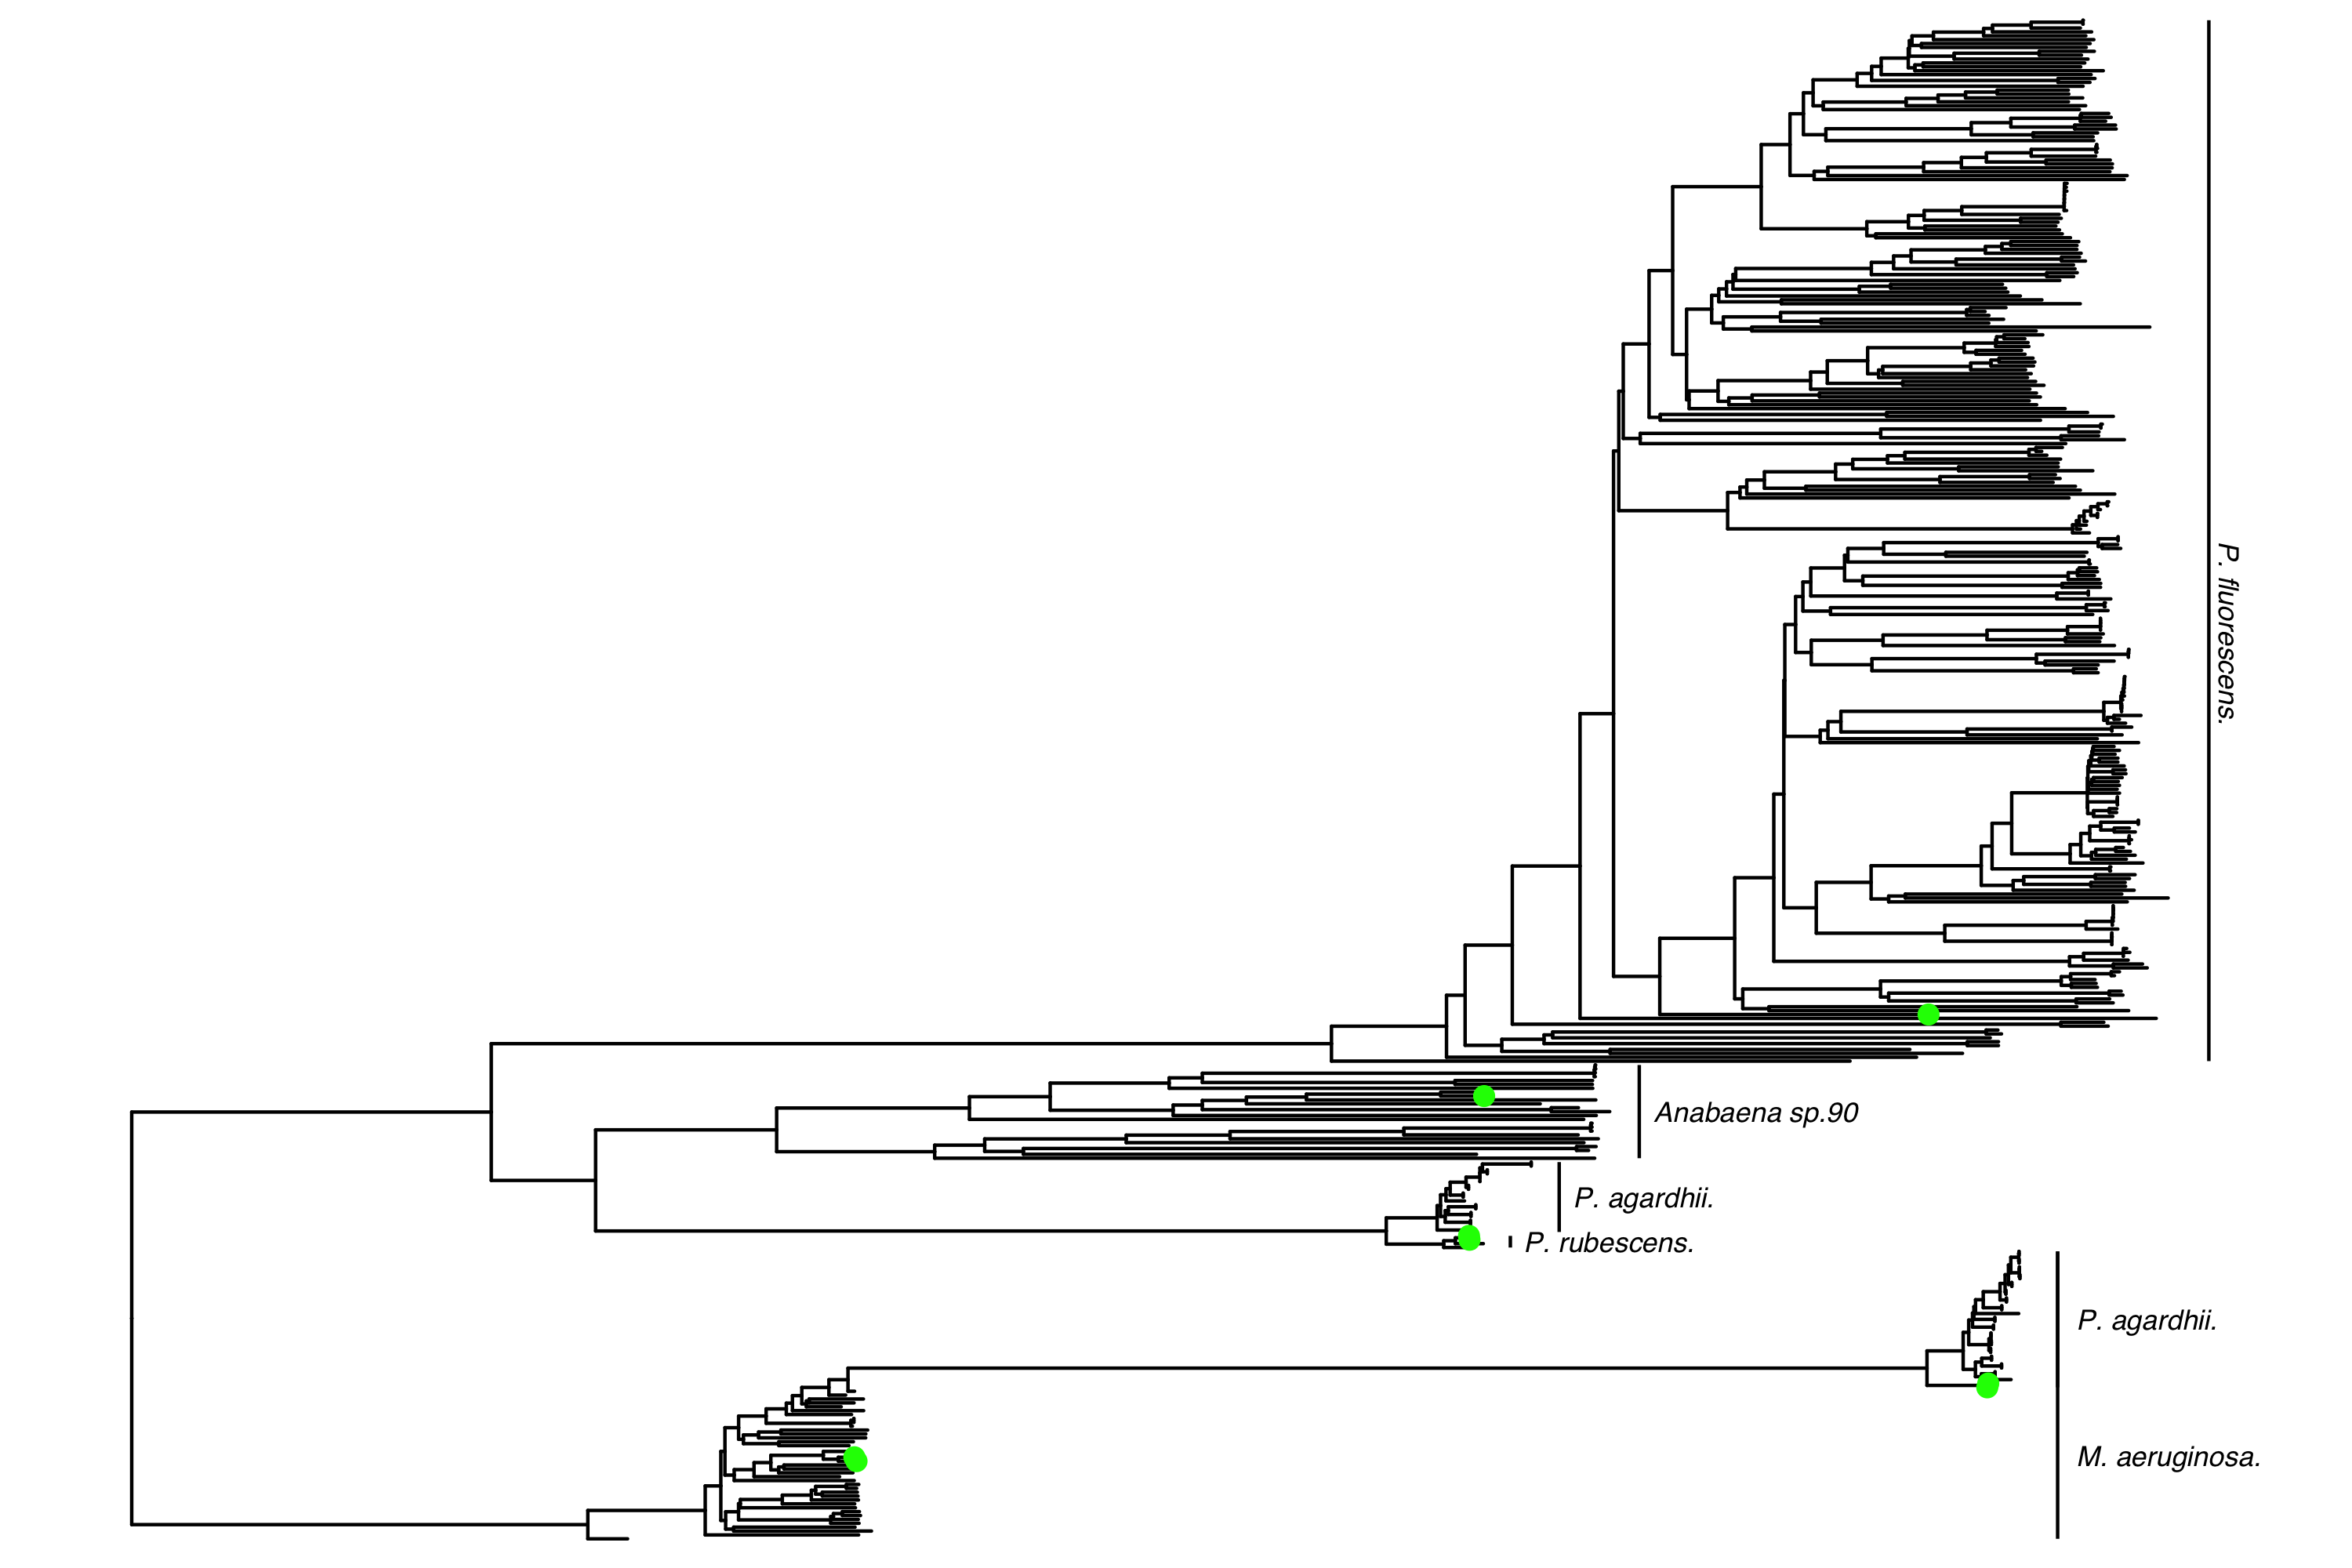 P. fluorescens.
Anabaena sp.90
P. agardhii.
P. rubescens.
P. agardhii.
M. aeruginosa.